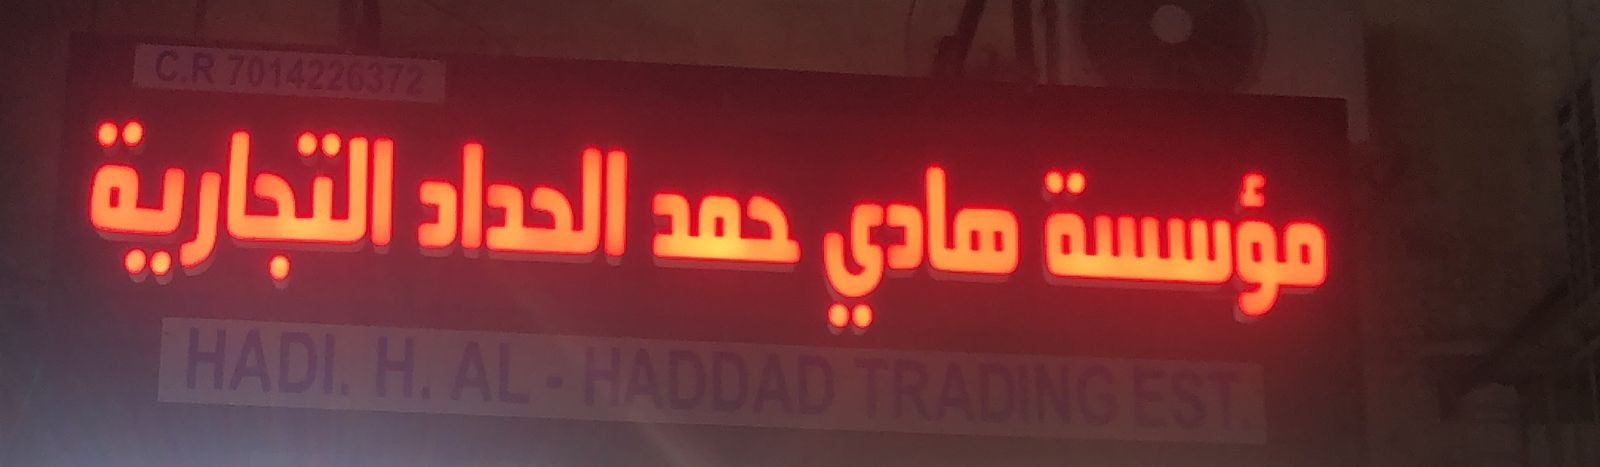 C.R 7014226372
مؤسسة هادي حمد الحداد التجارية
HADI. H. AL - HADDAD TRADING EST.